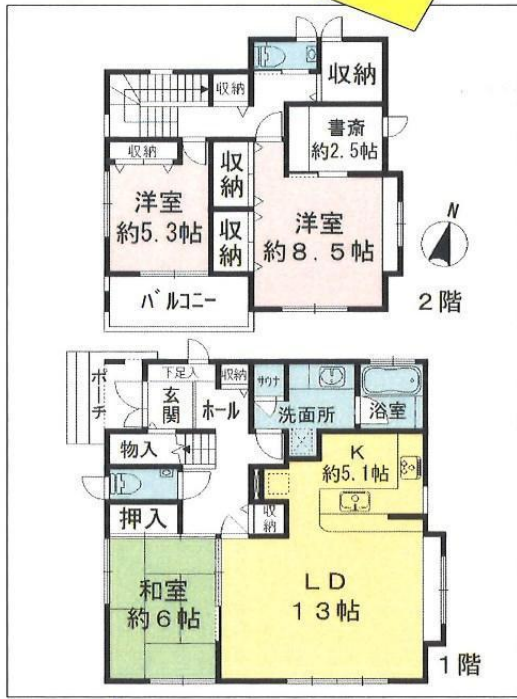 収納
収納
書斎
約2.5帖
収納
洋室
約5.3帖
収納
収納
洋室
約8.5帖
N
バルコニー
2階
ポーチ
下足入
玄関
ホール
収納
サウナ
洗面所
浴室
物入
K
約5.1帖
押入
収納
和室
約6帖
LD
13帖
1階